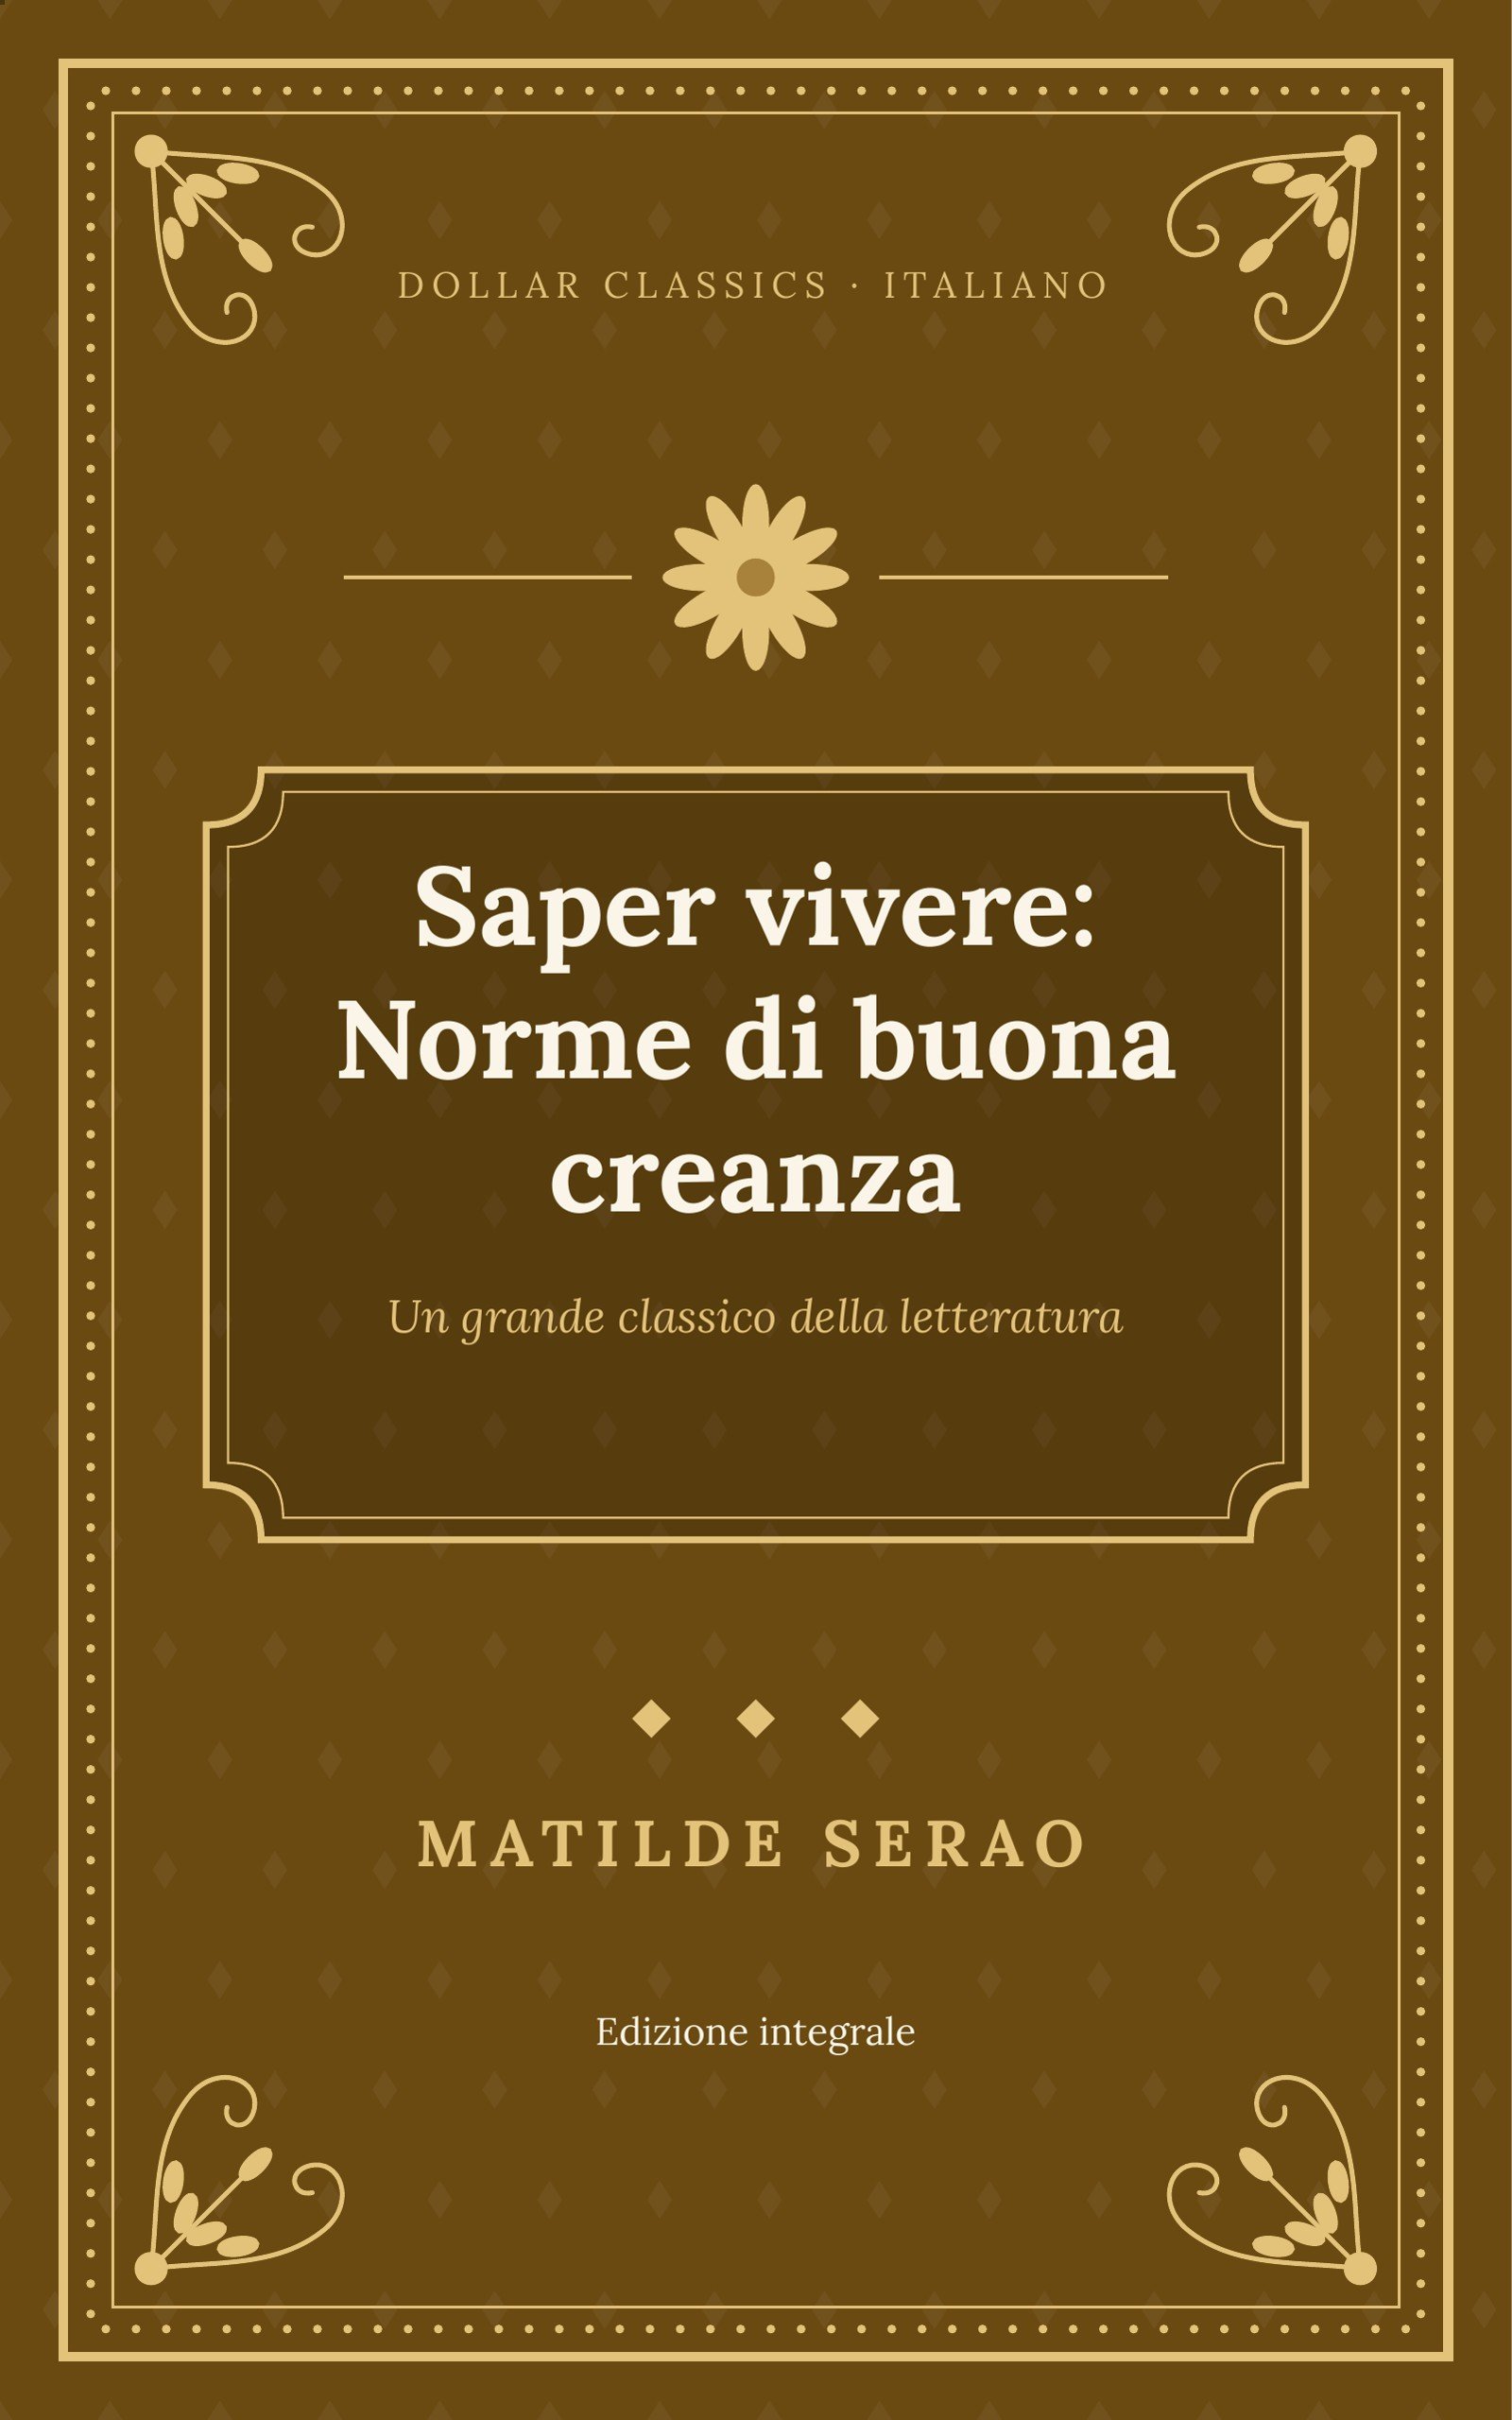 DOLLAR CLASSICS · ITALIANO
Saper vivere:
Norme di buona
creanza
Un grande classico della letteratura
MATILDE SERAO
Edizione integrale